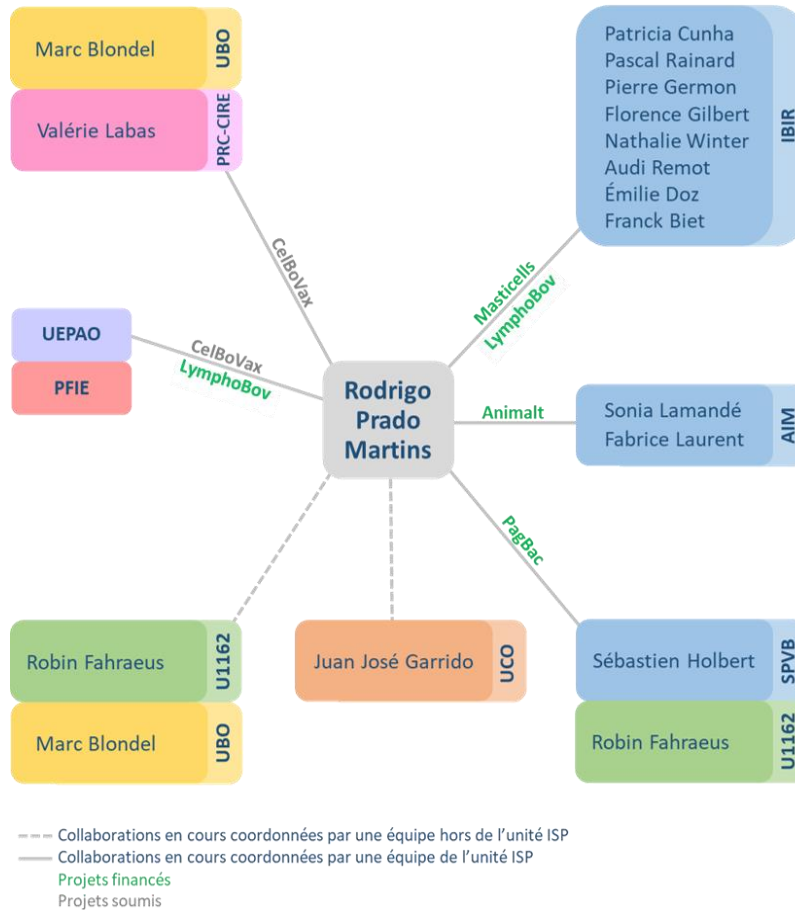 Marc Blondel
UBO
Valérie Labas
PRC-CIRE
Patricia Cunha
Pascal Rainard
Pierre Germon
Florence Gilbert
Nathalie Winter
Audi Remot
Émilie Doz
Franck Biet
IBIR
CelBoVax
Masticells
LymphoBov
UEPAO
PFIE
CelBoVax
LymphoBov
Rodrigo
Prado
Martins
Animalt
Sonia Lamandé
Fabrice Laurent
AIM
PagBac
Robin Fahraeus
U1162
Marc Blondel
UBO
Juan José Garrido
UCO
Sébastien Holbert
SPVB
Robin Fahraeus
U1162
Collaborations en cours coordonnées par une équipe hors de l’unité ISP
Collaborations en cours coordonnées par une équipe de l’unité ISP
Projets financés
Projets soumis